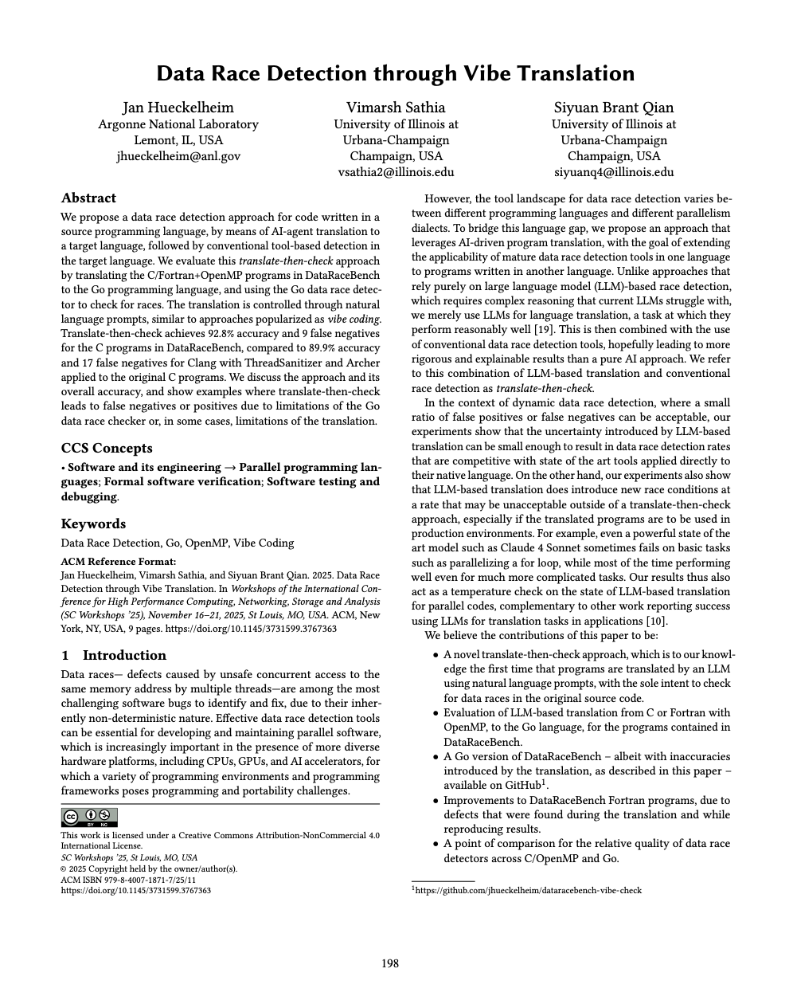 Data Race Detection through Vibe Translation
Jan Hueckelheim
Argonne National Laboratory
Lemont, IL, USA
jhueckelheim@anl.gov
Vimarsh Sathia
University of Illinois at
Urbana-Champaign
Champaign, USA
vsathia2@illinois.edu
Siyuan Brant Qian
University of Illinois at
Urbana-Champaign
Champaign, USA
siyuanq4@illinois.edu
Abstract
We propose a data race detection approach for code written in a
source programming language, by means of AI-agent translation to
a target language, followed by conventional tool-based detection in
the target language. We evaluate this translate-then-check approach
by translating the C/Fortran+OpenMP programs in DataRaceBench
to the Go programming language, and using the Go data race detec-
tor to check for races. The translation is controlled through natural
language prompts, similar to approaches popularized as vibe coding.
Translate-then-check achieves 92.8% accuracy and 9 false negatives
for the C programs in DataRaceBench, compared to 89.9% accuracy
and 17 false negatives for Clang with ThreadSanitizer and Archer
applied to the original C programs. We discuss the approach and its
overall accuracy, and show examples where translate-then-check
leads to false negatives or positives due to limitations of the Go
data race checker or, in some cases, limitations of the translation.
CCS Concepts
• Software and its engineering → Parallel programming lan-
guages; Formal software verification; Software testing and
debugging.
Keywords
Data Race Detection, Go, OpenMP, Vibe Coding
ACM Reference Format:
Jan Hueckelheim, Vimarsh Sathia, and Siyuan Brant Qian. 2025. Data Race
Detection through Vibe Translation. In Workshops of the International Con-
ference for High Performance Computing, Networking, Storage and Analysis
(SC Workshops ’25), November 16–21, 2025, St Louis, MO, USA. ACM, New
York, NY, USA, 9 pages. https://doi.org/10.1145/3731599.3767363
1 Introduction
Data races— defects caused by unsafe concurrent access to the
same memory address by multiple threads—are among the most
challenging software bugs to identify and fix, due to their inher-
ently non-deterministic nature. Effective data race detection tools
can be essential for developing and maintaining parallel software,
which is increasingly important in the presence of more diverse
hardware platforms, including CPUs, GPUs, and AI accelerators, for
which a variety of programming environments and programming
frameworks poses programming and portability challenges.
cc BY NC
This work is licensed under a Creative Commons Attribution-NonCommercial 4.0
International License.
SC Workshops ’25, St Louis, MO, USA
© 2025 Copyright held by the owner/author(s).
ACM ISBN 979-8-4007-1871-7/25/11
https://doi.org/10.1145/3731599.3767363
However, the tool landscape for data race detection varies be-
tween different programming languages and different parallelism
dialects. To bridge this language gap, we propose an approach that
leverages AI-driven program translation, with the goal of extending
the applicability of mature data race detection tools in one language
to programs written in another language. Unlike approaches that
rely purely on large language model (LLM)-based race detection,
which requires complex reasoning that current LLMs struggle with,
we merely use LLMs for language translation, a task at which they
perform reasonably well [19]. This is then combined with the use
of conventional data race detection tools, hopefully leading to more
rigorous and explainable results than a pure AI approach. We refer
to this combination of LLM-based translation and conventional
race detection as translate-then-check.
In the context of dynamic data race detection, where a small
ratio of false positives or false negatives can be acceptable, our
experiments show that the uncertainty introduced by LLM-based
translation can be small enough to result in data race detection rates
that are competitive with state of the art tools applied directly to
their native language. On the other hand, our experiments also show
that LLM-based translation does introduce new race conditions at
a rate that may be unacceptable outside of a translate-then-check
approach, especially if the translated programs are to be used in
production environments. For example, even a powerful state of the
art model such as Claude 4 Sonnet sometimes fails on basic tasks
such as parallelizing a for loop, while most of the time performing
well even for much more complicated tasks. Our results thus also
act as a temperature check on the state of LLM-based translation
for parallel codes, complementary to other work reporting success
using LLMs for translation tasks in applications [10].
We believe the contributions of this paper to be:
• A novel translate-then-check approach, which is to our knowl-
edge the first time that programs are translated by an LLM
using natural language prompts, with the sole intent to check
for data races in the original source code.
• Evaluation of LLM-based translation from C or Fortran with
OpenMP, to the Go language, for the programs contained in
DataRaceBench.
• A Go version of DataRaceBench – albeit with inaccuracies
introduced by the translation, as described in this paper –
available on GitHub1.
• Improvements to DataRaceBench Fortran programs, due to
defects that were found during the translation and while
reproducing results.
• A point of comparison for the relative quality of data race
detectors across C/OpenMP and Go.
1https://github.com/jhueckelheim/dataracebench-vibe-check
198